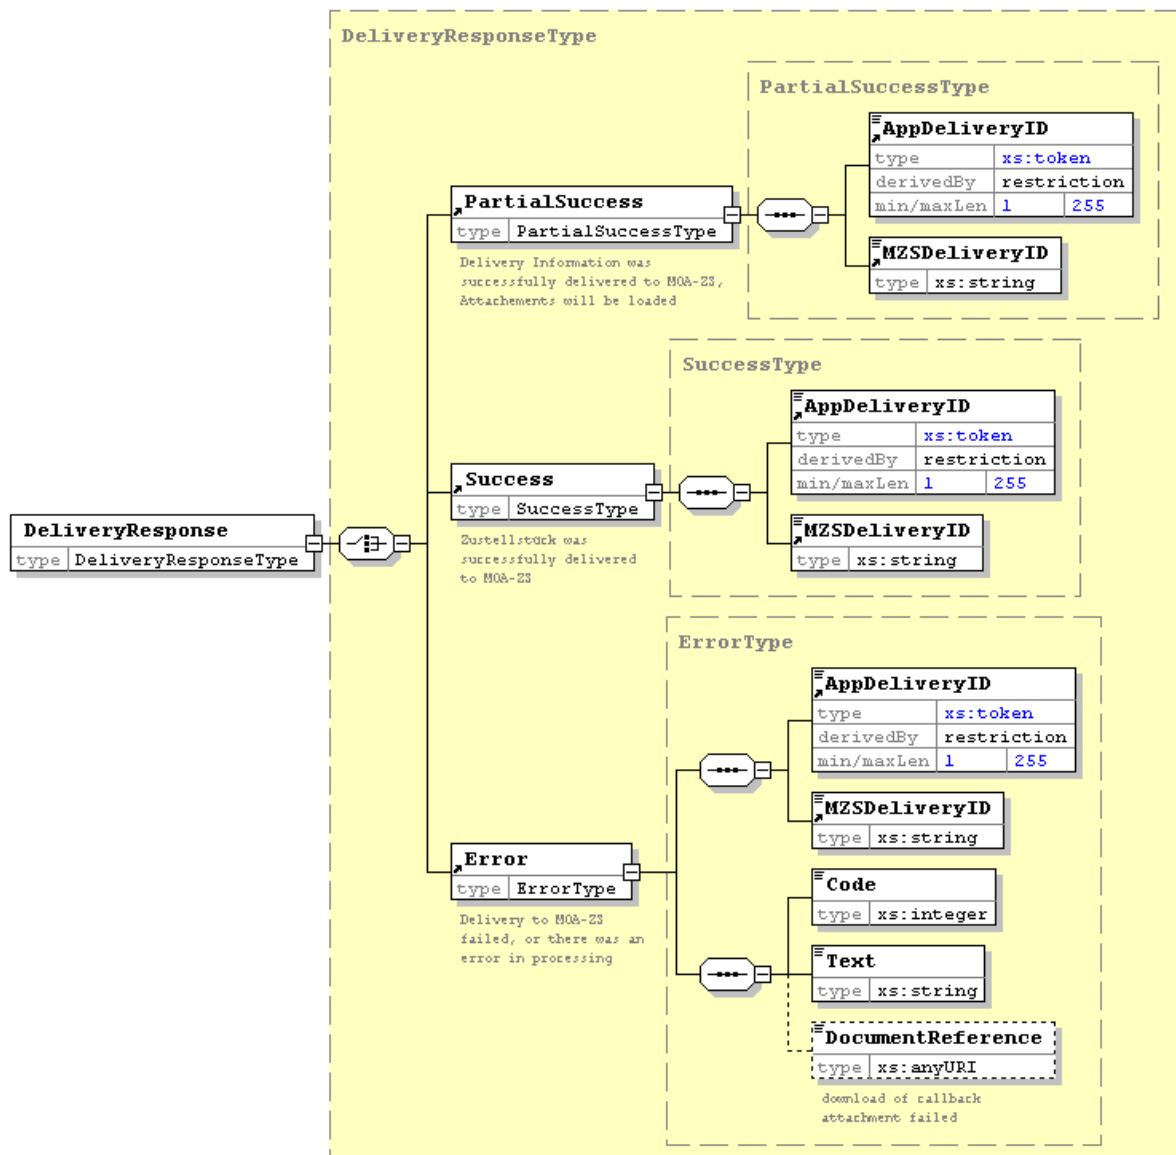 DeliveryResponseType
PartialSuccessType
AppDeliveryID
type xs:token
derivedBy restriction
min/maxLen 1 255
PartialSuccess
type PartialSuccessType
MZSDeliveryID
type xs:string
Delivery Information was
successfully delivered to MOA-ZS,
Attachements will be loaded
SuccessType
AppDeliveryID
type xs:token
derivedBy restriction
min/maxLen 1 255
Success
type SuccessType
MZSDeliveryID
type xs:string
Zustellstück was
successfully delivered
to MOA-ZS
DeliveryResponse
type DeliveryResponseType
ErrorType
AppDeliveryID
type xs:token
derivedBy restriction
min/maxLen 1 255
MZSDeliveryID
type xs:string
Error
type ErrorType
Delivery to MOA-ZS
failed, or there was an
error in processing
Code
type xs:integer
Text
type xs:string
DocumentReference
type xs:anyURI
download of callback
attachment failed